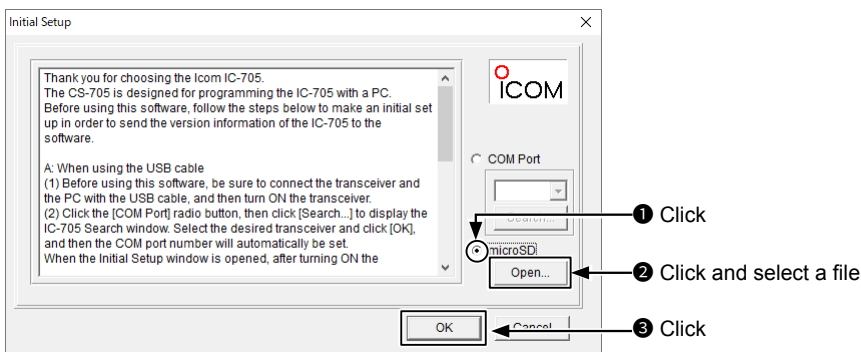 Initial Setup
Thank you for choosing the Icom IC-705.
The CS-705 is designed for programming the IC-705 with a PC.
Before using this software, follow the steps below to make an initial set
up in order to send the version information of the IC-705 to the
software.
A: When using the USB cable
(1) Before using this software, be sure to connect the transceiver and
the PC with the USB cable, and then turn ON the transceiver.
(2) Click the [COM Port] radio button, then click [Search...] to display the
IC-705 Search window. Select the desired transceiver and click [OK],
and then the COM port number will automatically be set.
When the Initial Setup window is opened, after turning ON the
ICOM
COM Port
Search...
❶ Click
microSD
Open...
❷ Click and select a file
OK
Cancel
❸ Click